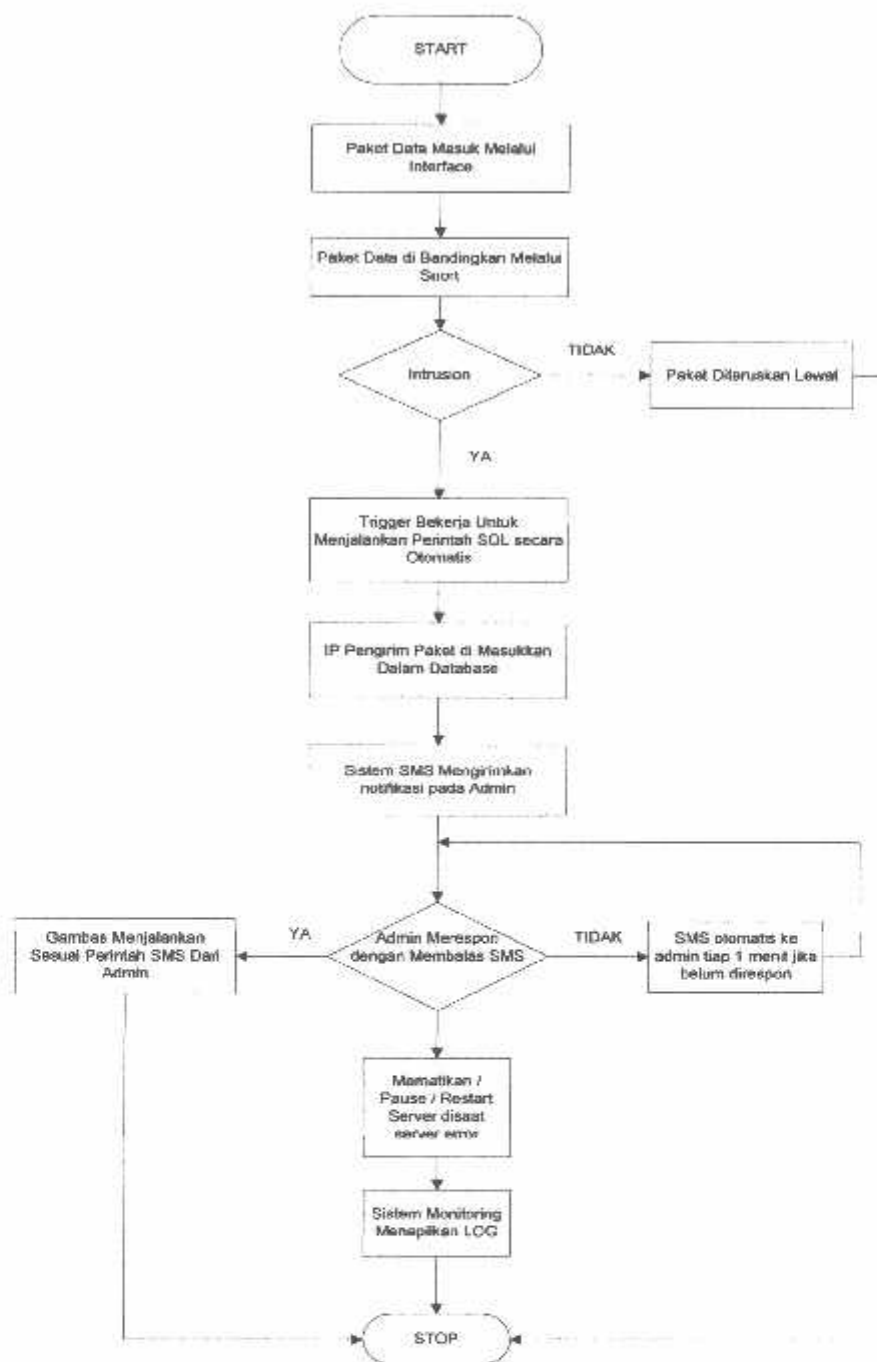 START
Paket Data Masuk Melalui
Interface
Paket Data di Bandingkan Melalui
Snort
Intrusion
TIDAK
Paket Diteruskan Lewat
YA
Trigger Bekerja Untuk
Menjalankan Perintah SQL secara
Otomatis
IP Pengirim Paket di Masukkan
Dalam Database
Sistem SMS Mengirimkan
notifikasi pada Admin
Gambas Menjalankan
Sesuai Perintah SMS Dari
Admin
YA
Admin Merespon
dengan Membalas SMS
TIDAK
SMS otomatis ke
admin tiap 1 menit jika
belum direspon
Mematikan /
Pause / Restart
Server disaat
server error
Sistem Monitoring
Menapilkan LOG
STOP